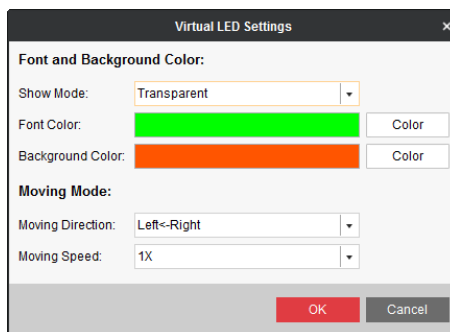 Virtual LED Settings ×
Font and Background Color:
Show Mode: Transparent
Font Color: Color
Background Color: Color
Moving Mode:
Moving Direction: Left<-Right
Moving Speed: 1X
OK Cancel